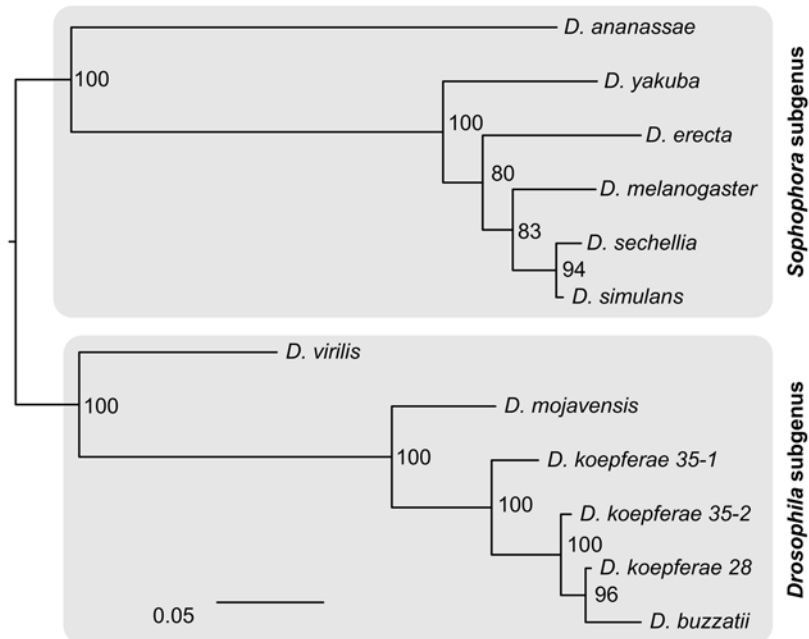 D. ananassae
100
D. yakuba
100
D. erecta
80
D. melanogaster
83
D. sechellia
94
D. simulans
Sophophora subgenus
D. virilis
100
D. mojavensis
100
D. koepferae 35-1
100
D. koepferae 35-2
100
D. koepferae 28
96
D. buzzatii
0.05
Drosophila subgenus